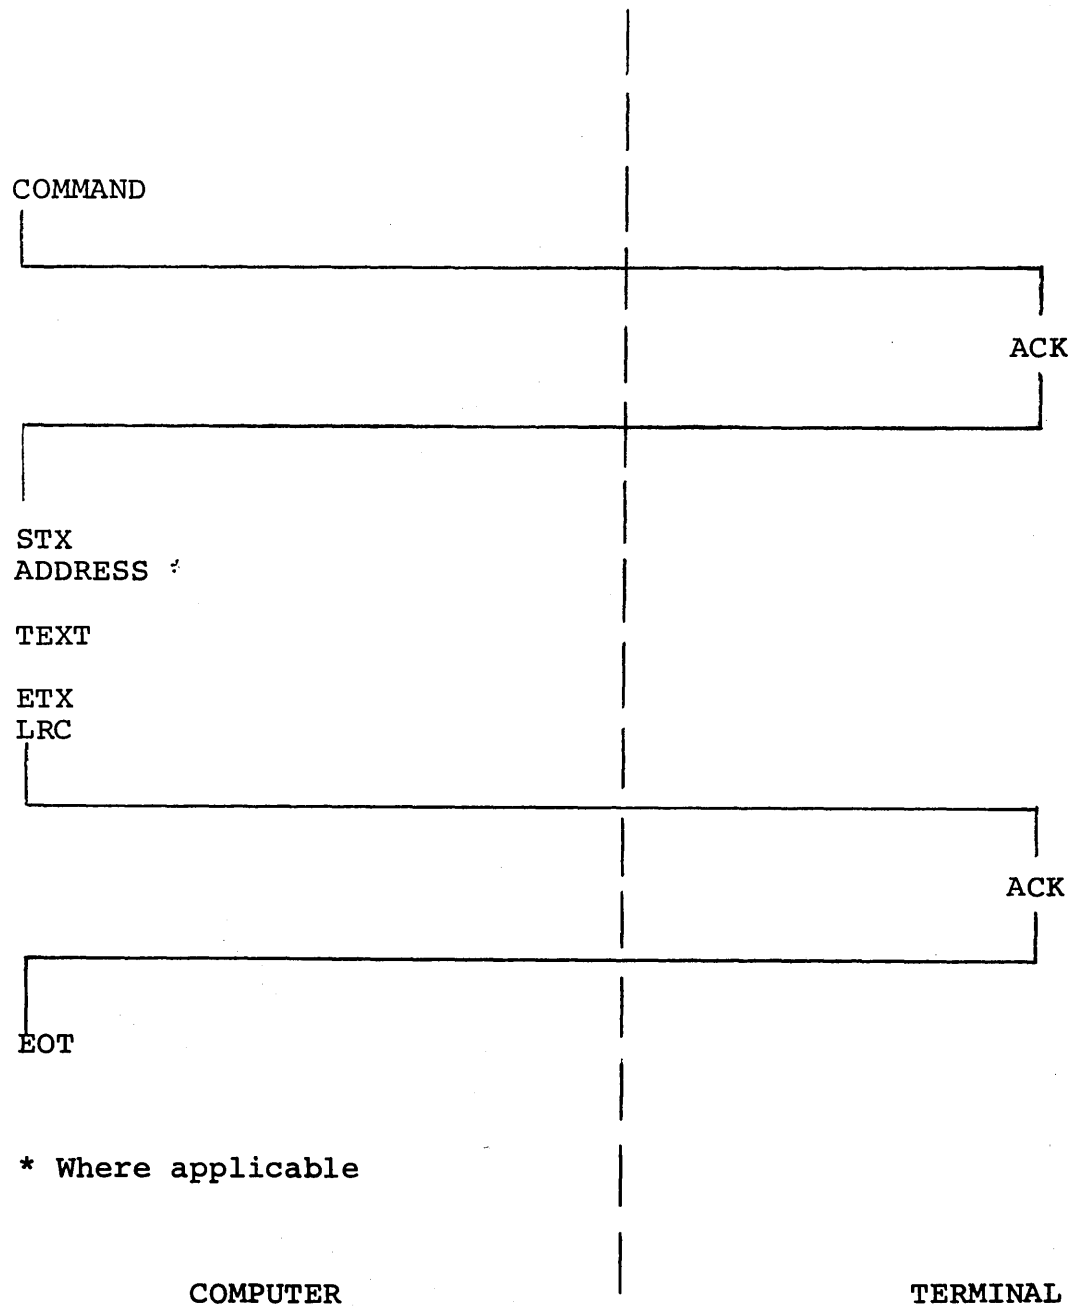 COMMAND
ACK
STX
ADDRESS *
TEXT
ETX
LRC
ACK
EOT
* Where applicable
COMPUTER
TERMINAL